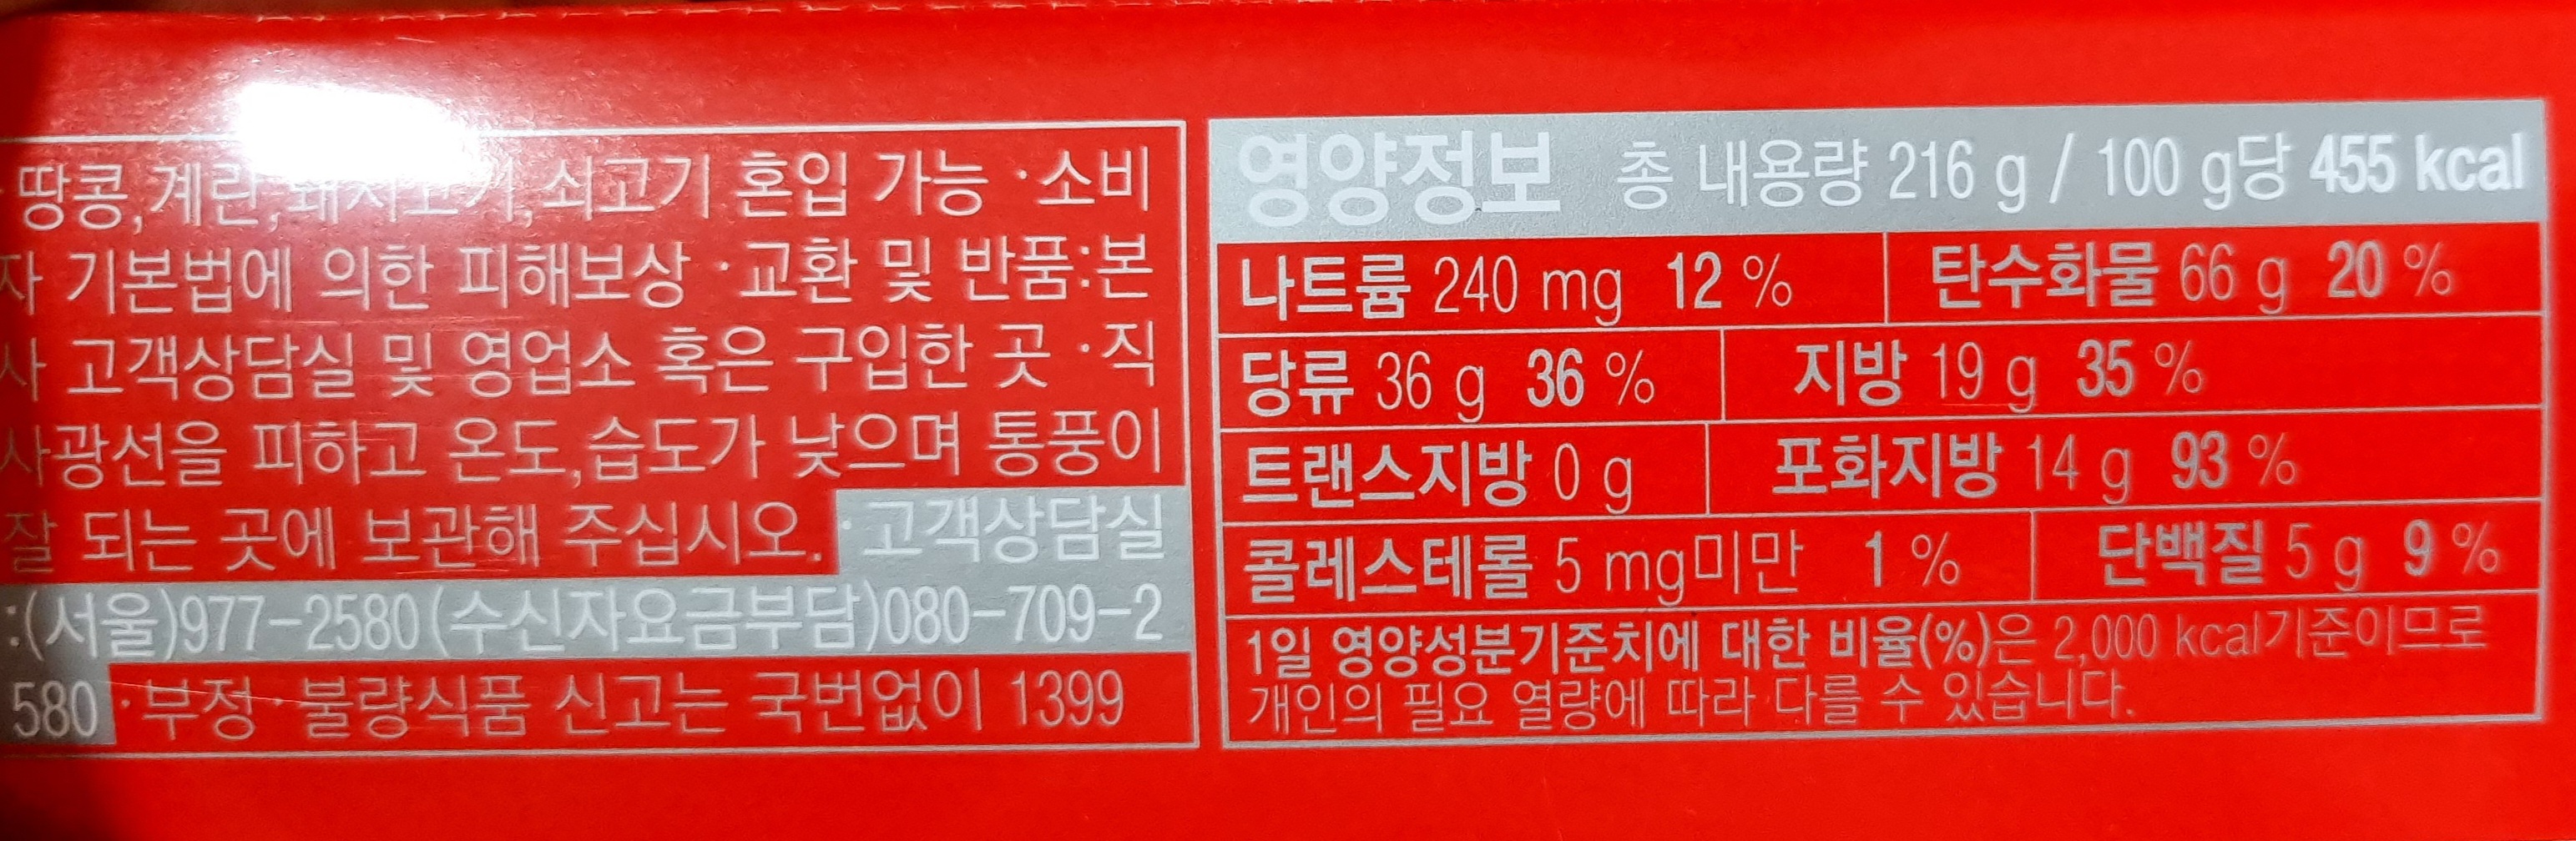 땅콩,계란,돼지고기,쇠고기 혼입 가능 ·소비
자 기본법에 의한 피해보상 ·교환 및 반품:본
사 고객상담실 및 영업소 혹은 구입한 곳 ·직
사광선을 피하고 온도,습도가 낮으며 통풍이
잘 되는 곳에 보관해 주십시오. ·고객상담실
:(서울)977-2580(수신자요금부담)080-709-2
580 ·부정·불량식품 신고는 국번없이 1399
영양정보 총 내용량 216 g / 100 g당 455 kcal
나트륨 240 mg 12 % 탄수화물 66 g 20 %
당류 36 g 36 % 지방 19 g 35 %
트랜스지방 0 g 포화지방 14 g 93 %
콜레스테롤 5 mg미만 1 % 단백질 5 g 9 %
1일 영양성분기준치에 대한 비율(%)은 2,000 kcal기준이므로
개인의 필요 열량에 따라 다를 수 있습니다.